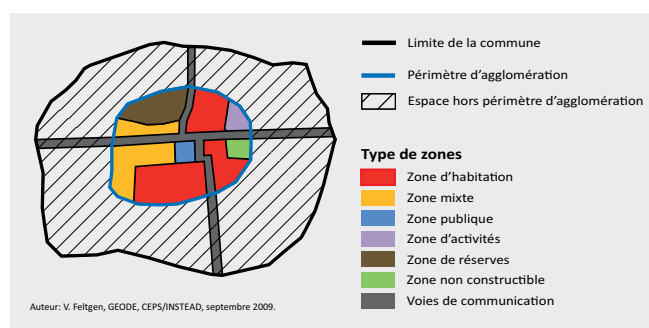 Limite de la commune
Périmètre d'agglomération
Espace hors périmètre d'agglomération
Type de zones
Zone d'habitation
Zone mixte
Zone publique
Zone d'activités
Zone de réserves
Zone non constructible
Voies de communication
Auteur: V. Feltgen, GEODE, CEPS/INSTEAD, septembre 2009.